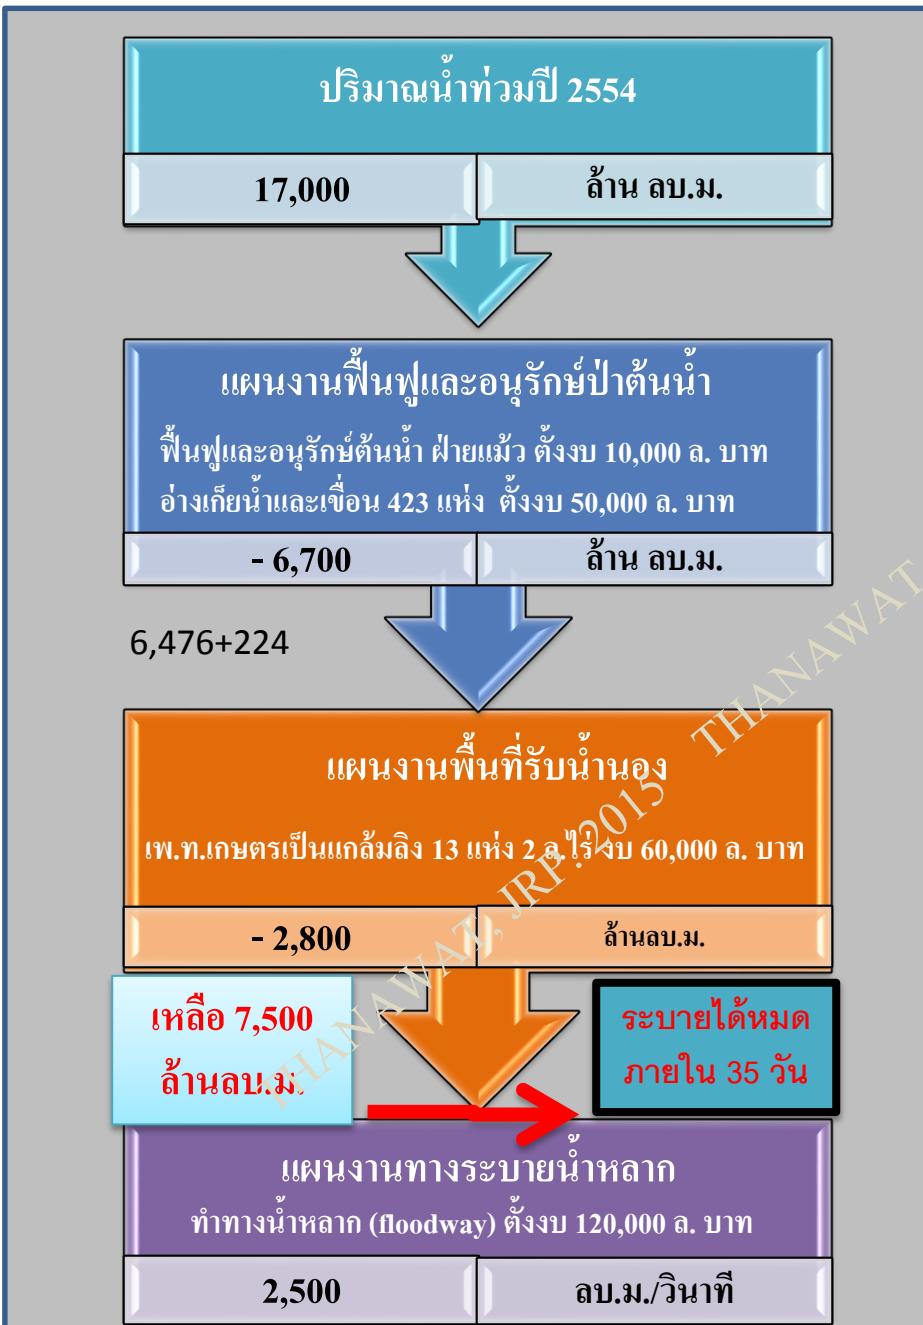 ปริมาณน้ำท่วมปี 2554
17,000 ล้าน ลบ.ม.
แผนงานฟื้นฟูและอนุรักษ์ป่าต้นน้ำ
ฟื้นฟูและอนุรักษ์ต้นน้ำ ฝ่ายแม้ว ตั้งงบ 10,000 ล. บาท
อ่างเก็ยน้ำและเขื่อน 423 แห่ง ตั้งงบ 50,000 ล. บาท
- 6,700 ล้าน ลบ.ม.
6,476+224
แผนงานพื้นที่รับน้ำนอง
เพ.ท.เกษตรเป็นแกล้มลิง 13 แห่ง 2 ล.ไร่ งบ 60,000 ล. บาท
- 2,800 ล้านลบ.ม.
เหลือ 7,500
ล้านลบ.ม.
ระบายได้หมด
ภายใน 35 วัน
แผนงานทางระบายน้ำหลาก
ทำทางน้ำหลาก (floodway) ตั้งงบ 120,000 ล. บาท
2,500 ลบ.ม./วินาที
THANAWAT, JRP : 2015 THANAWAT